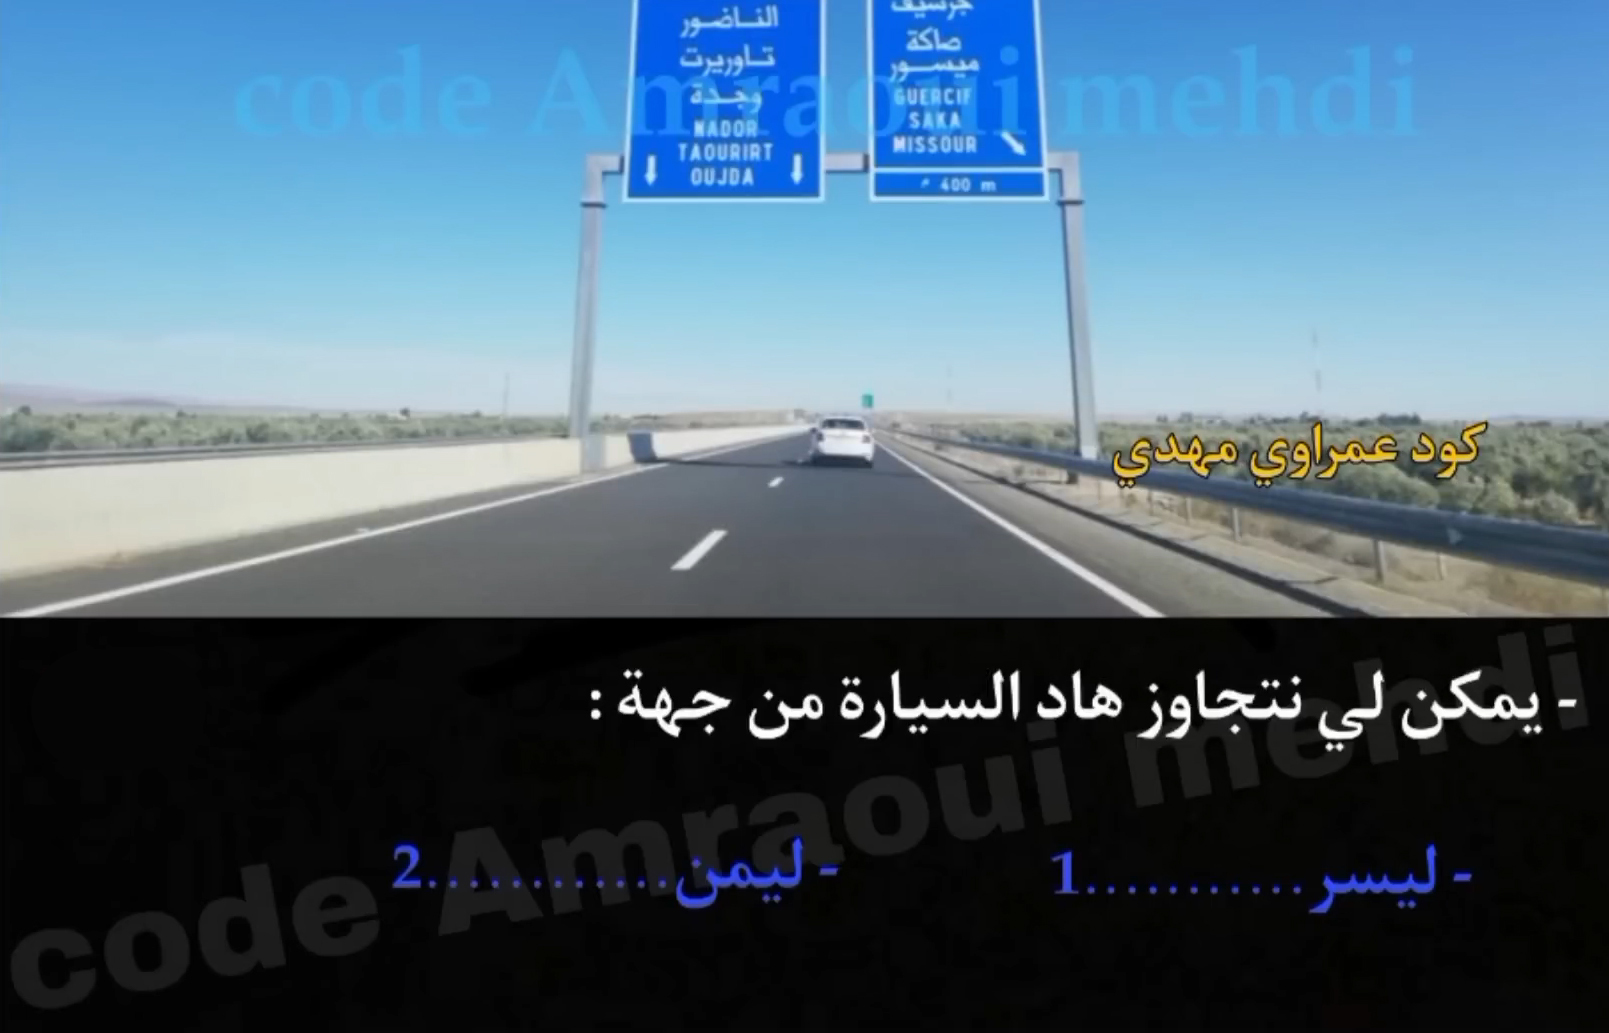 الناضور
تاوريرت
وجدة
NADOR
TAOURIRT
OUJDA
جرسيف
صاكة
ميسور
GUERCIF
SAKA
MISSOUR
400 m
code Amraoui mehdi
كود عمراوي مهدي
- يمكن لي نتجاوز هاد السيارة من جهة :
- ليسر...........1
- ليمن............2
code Amraoui mehdi